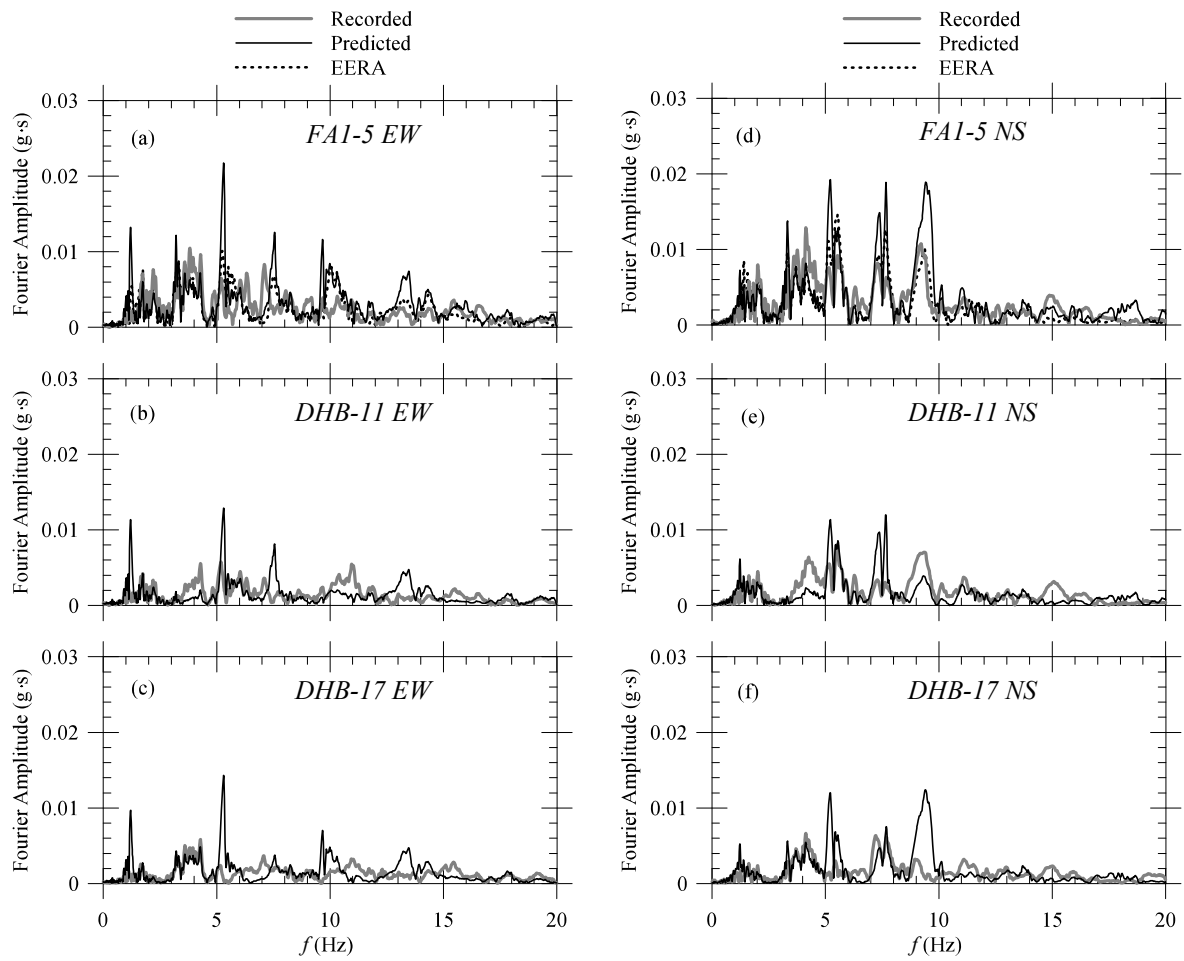 Recorded
Predicted
EERA
Recorded
Predicted
EERA
0.03
0.02
0.01
0
Fourier Amplitude (g·s)
(a)
FA1-5 EW
0.03
0.02
0.01
0
Fourier Amplitude (g·s)
(d)
FA1-5 NS
0.03
0.02
0.01
0
Fourier Amplitude (g·s)
(b)
DHB-11 EW
0.03
0.02
0.01
0
Fourier Amplitude (g·s)
(e)
DHB-11 NS
0.03
0.02
0.01
0
Fourier Amplitude (g·s)
(c)
DHB-17 EW
0 5 10 15 20
f (Hz)
0.03
0.02
0.01
0
Fourier Amplitude (g·s)
(f)
DHB-17 NS
0 5 10 15 20
f (Hz)